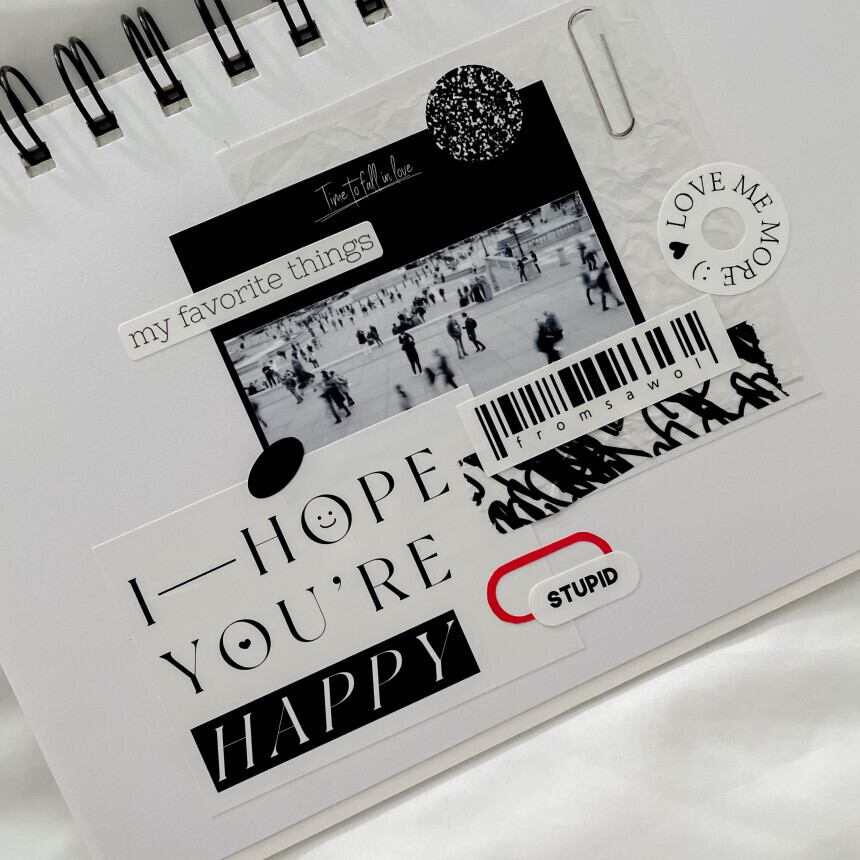 Time to fall in love
my favorite things
LOVE ME MORE :)
fromsawol
I—HOPE
YOU'RE
HAPPY
STUPID